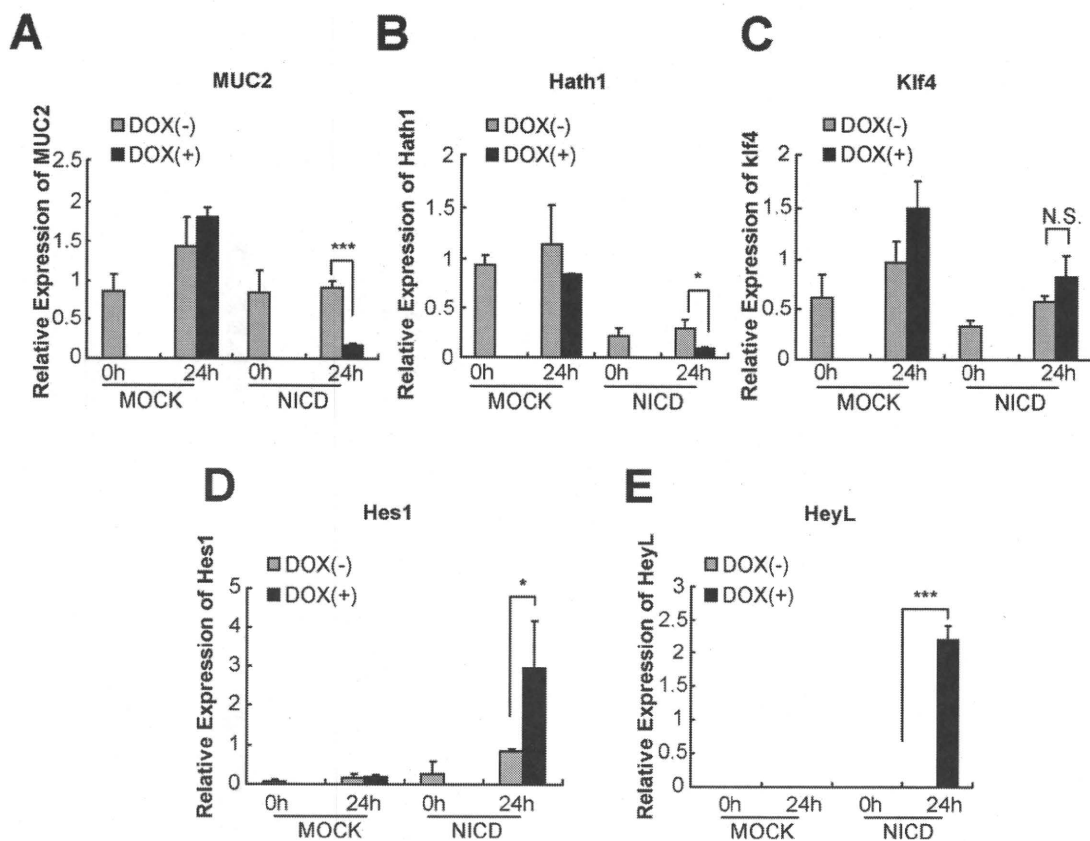 A
MUC2
DOX(-)
DOX(+)
Relative Expression of MUC2
2.5
2
1.5
1
0.5
0
***
0h
24h
0h
24h
MOCK
NICD
B
Hath1
DOX(-)
DOX(+)
Relative Expression of Hath1
2
1.5
1
0.5
0
*
0h
24h
0h
24h
MOCK
NICD
C
Klf4
DOX(-)
DOX(+)
Relative Expression of klf4
2
1.5
1
0.5
0
N.S.
0h
24h
0h
24h
MOCK
NICD
D
Hes1
DOX(-)
DOX(+)
Relative Expression of Hes1
5
4
3
2
1
0
*
0h
24h
0h
24h
MOCK
NICD
E
HeyL
DOX(-)
DOX(+)
Relative Expression of HeyL
3
2.5
2
1.5
1
0.5
0
***
0h
24h
0h
24h
MOCK
NICD